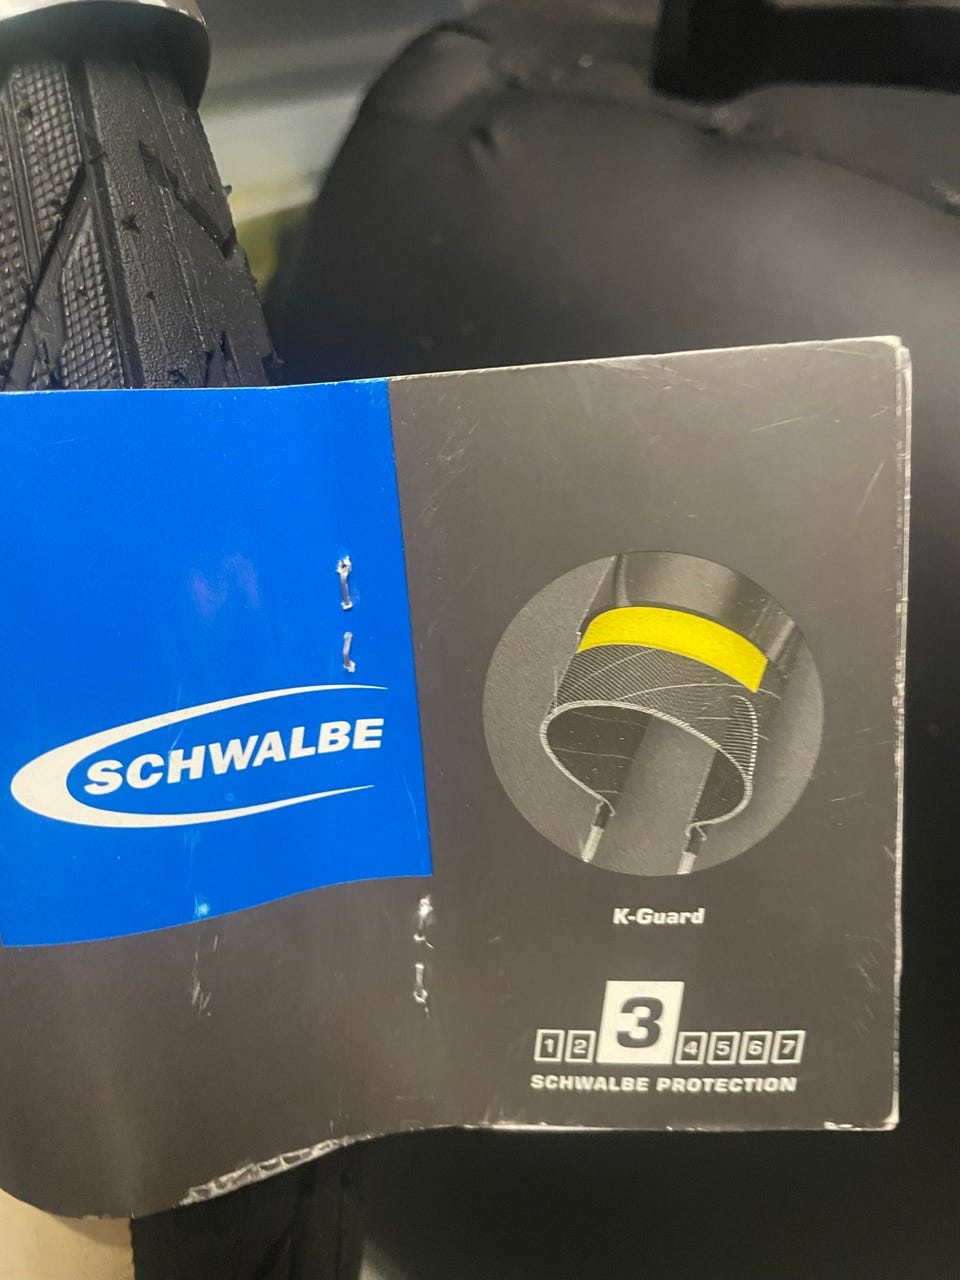 SCHWALBE
K-Guard
1 2 3 4 5 6 7
SCHWALBE PROTECTION